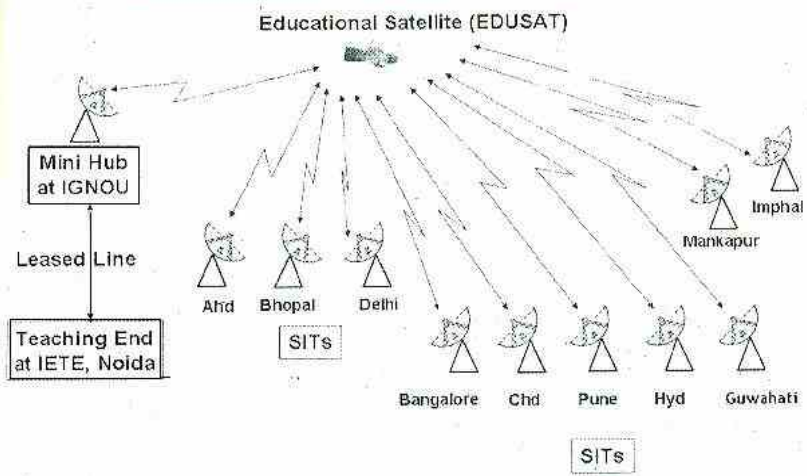 Educational Satellite (EDUSAT)
Mini Hub
at IGNOU
Imphal
Mankapur
Leased Line
Ahd
Bhopal
Delhi
Teaching End
at IETE, Noida
SITs
Bangalore
Chd
Pune
Hyd
Guwahati
SITs